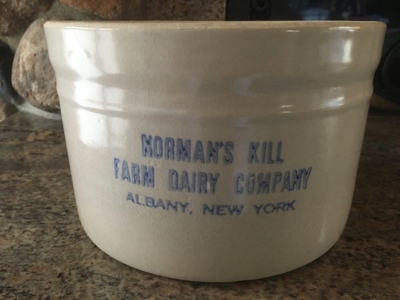 NORMAN'S KILL
FARM DAIRY COMPANY
ALBANY, NEW YORK